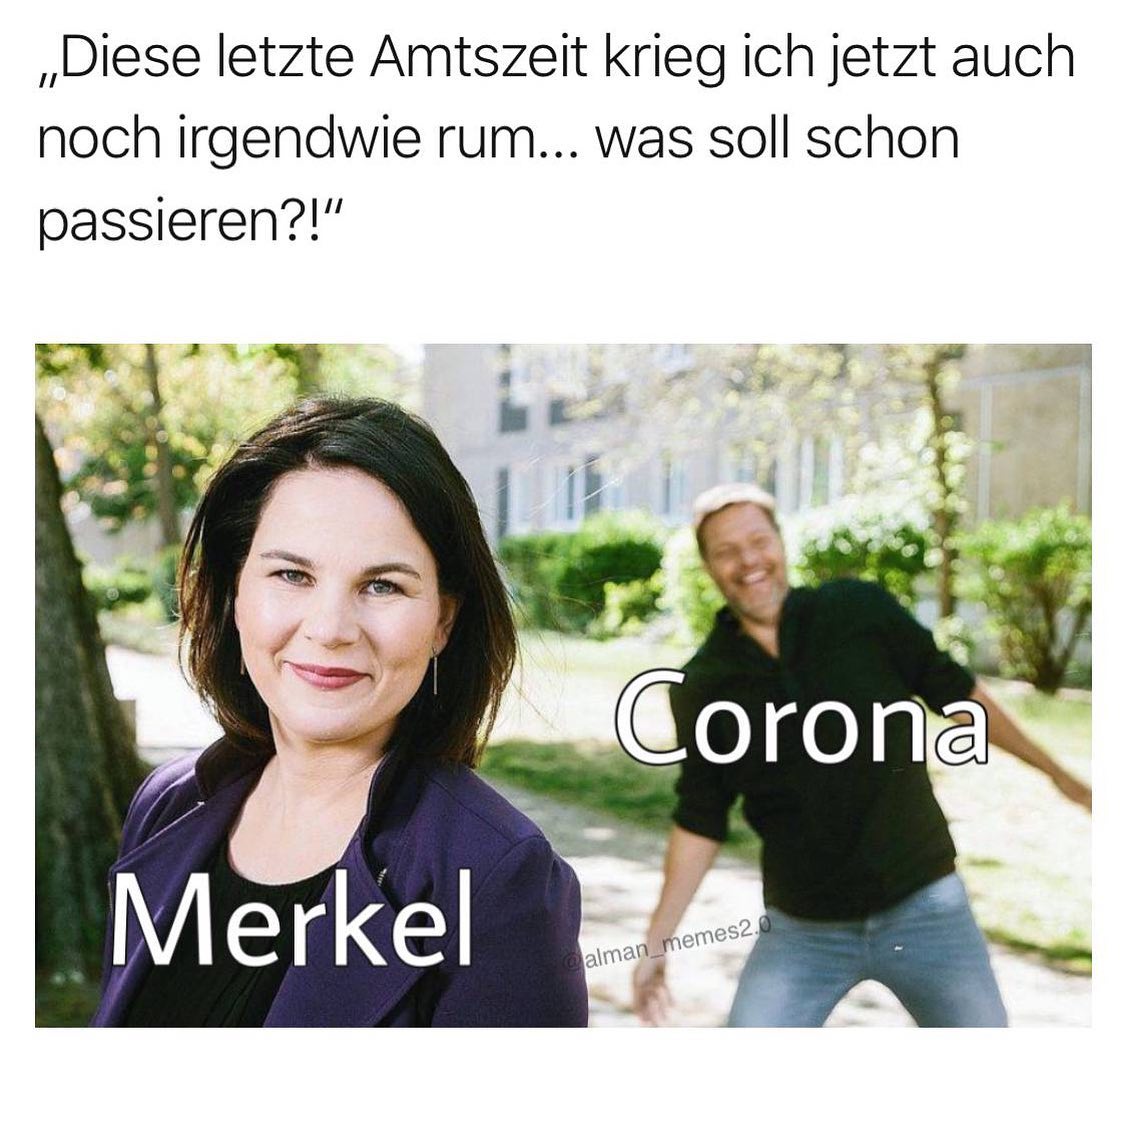 „Diese letzte Amtszeit krieg ich jetzt auch
noch irgendwie rum... was soll schon
passieren?!“
Corona
Merkel
@alman_memes2.0